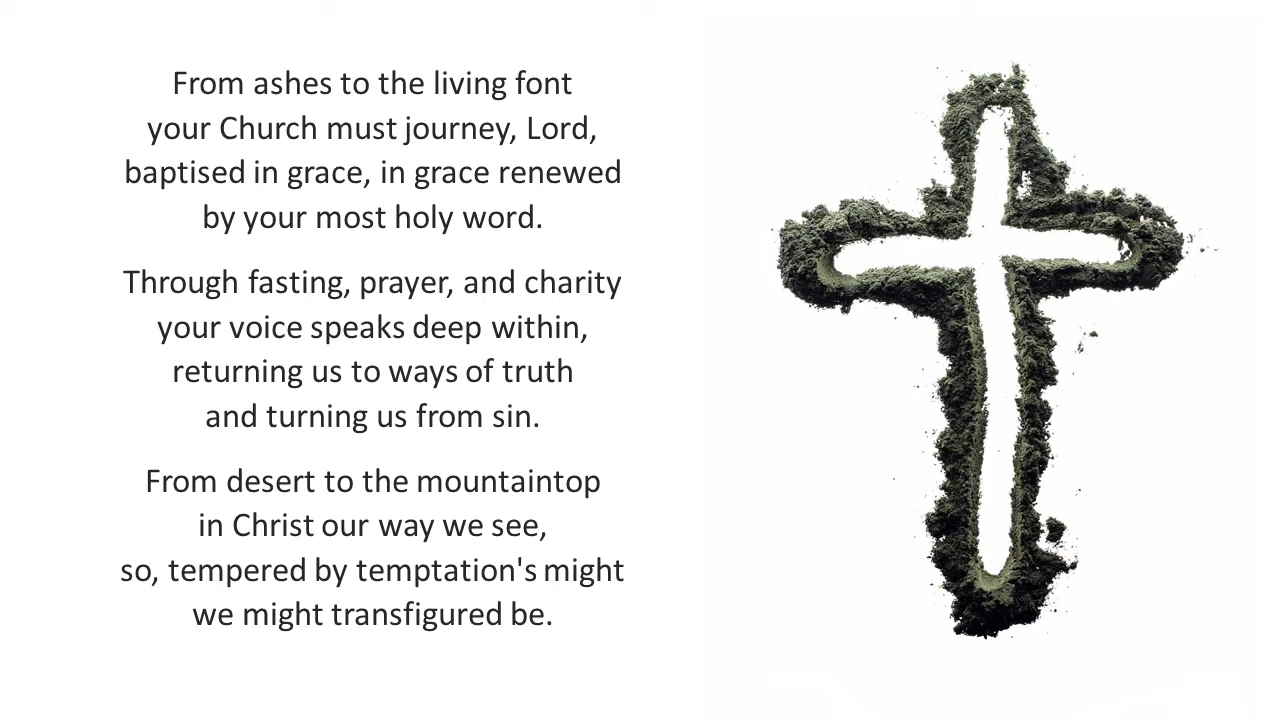 From ashes to the living font
your Church must journey, Lord,
baptised in grace, in grace renewed
by your most holy word.
Through fasting, prayer, and charity
your voice speaks deep within,
returning us to ways of truth
and turning us from sin.
From desert to the mountaintop
in Christ our way we see,
so, tempered by temptation's might
we might transfigured be.